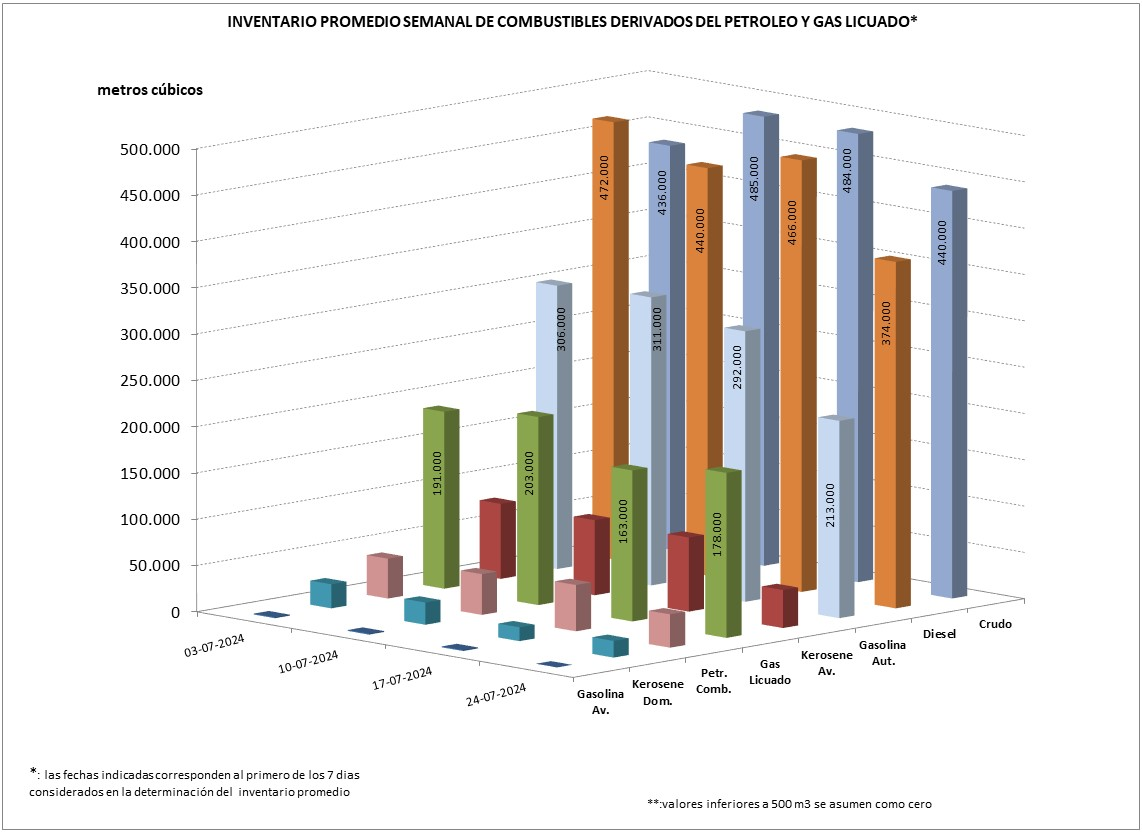 INVENTARIO PROMEDIO SEMANAL DE COMBUSTIBLES DERIVADOS DEL PETROLEO Y GAS LICUADO*
metros cúbicos
500.000
450.000
400.000
350.000
300.000
250.000
200.000
150.000
100.000
50.000
0
472.000
436.000
440.000
485.000
466.000
484.000
374.000
440.000
306.000
311.000
292.000
213.000
191.000
203.000
163.000
178.000
03-07-2024
10-07-2024
17-07-2024
24-07-2024
Gasolina
Av.
Kerosene
Dom.
Petr.
Comb.
Gas
Licuado
Kerosene
Av.
Gasolina
Aut.
Diesel
Crudo
*: las fechas indicadas corresponden al primero de los 7 dias
considerados en la determinación del inventario promedio
**:valores inferiores a 500 m3 se asumen como cero